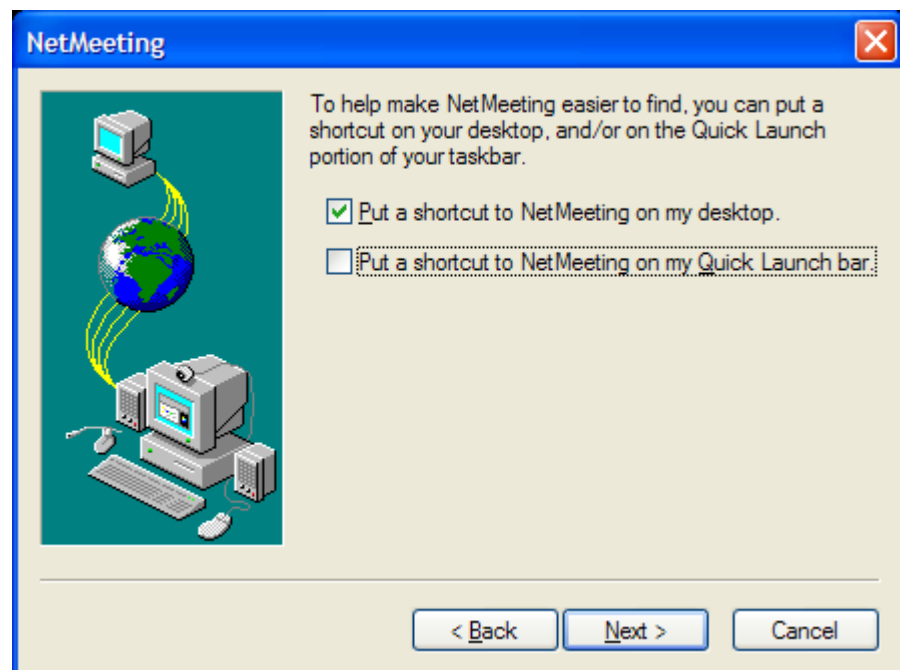 NetMeeting
To help make NetMeeting easier to find, you can put a
shortcut on your desktop, and/or on the Quick Launch
portion of your taskbar.
Put a shortcut to NetMeeting on my desktop.
Put a shortcut to NetMeeting on my Quick Launch bar.
< Back
Next >
Cancel